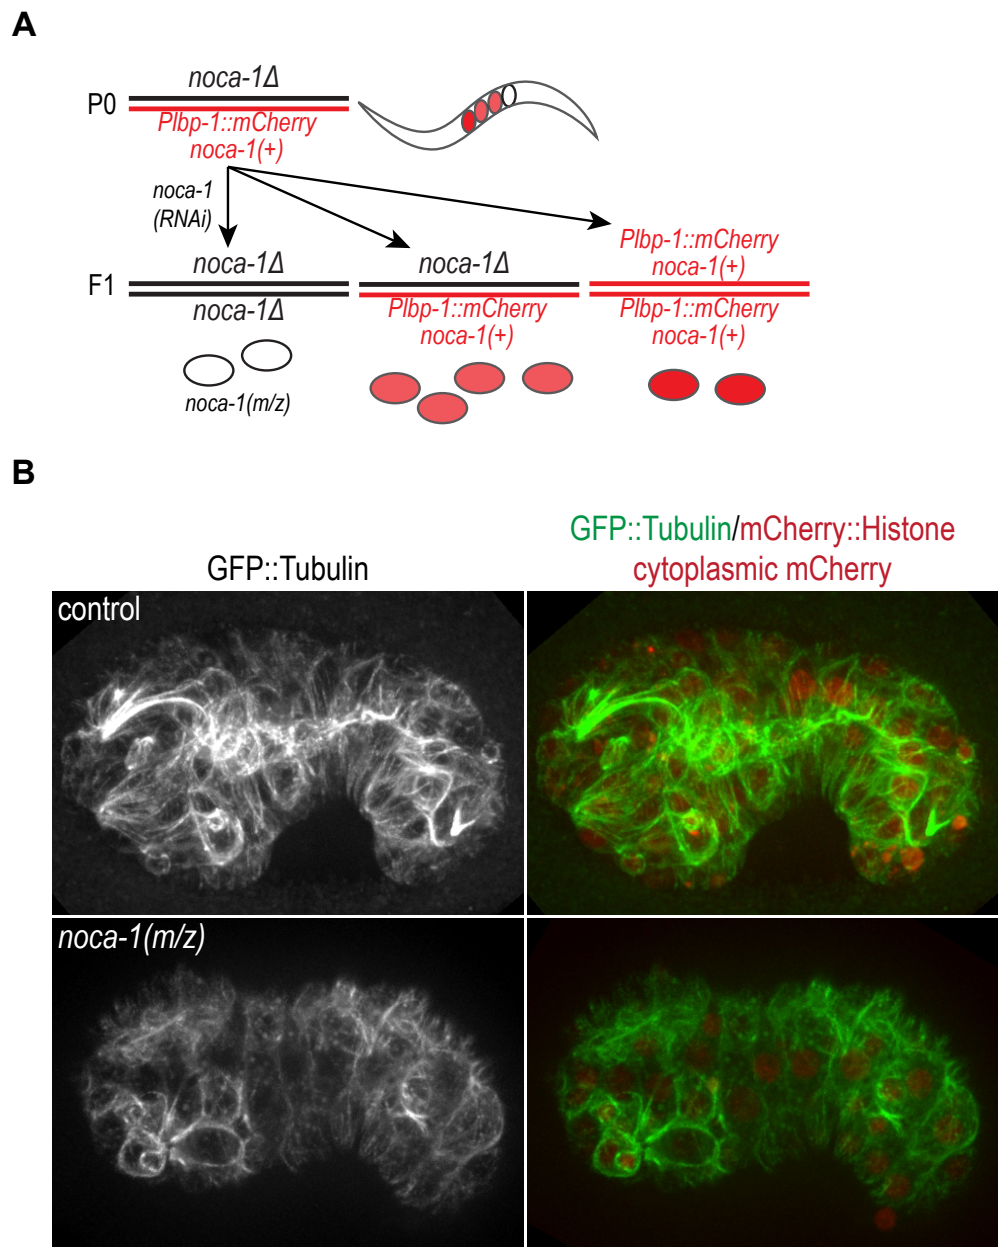 A
noca-1Δ
P0
Plbp-1::mCherry
noca-1(+)
noca-1
(RNAi)
Plbp-1::mCherry
noca-1(+)
noca-1Δ
noca-1Δ
F1
noca-1Δ
Plbp-1::mCherry
noca-1(+)
Plbp-1::mCherry
noca-1(+)
noca-1(m/z)
B
GFP::Tubulin
GFP::Tubulin/mCherry::Histone
cytoplasmic mCherry
control
noca-1(m/z)